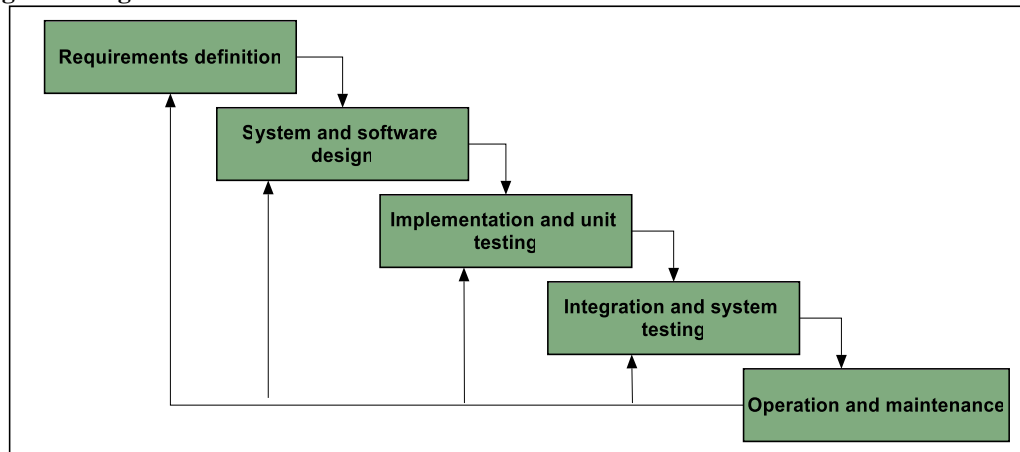 Requirements definition
System and software
design
Implementation and unit
testing
Integration and system
testing
Operation and maintenance